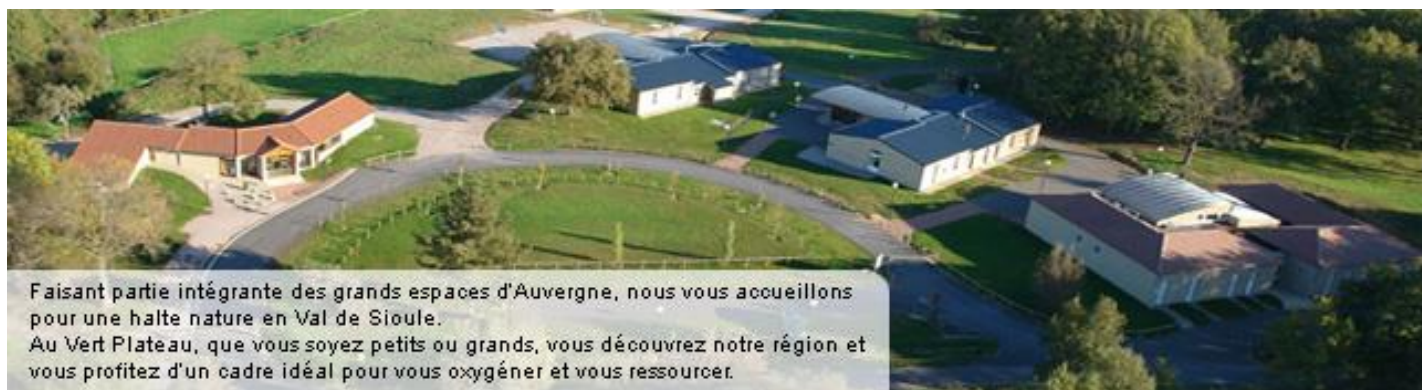 Faisant partie intégrante des grands espaces d'Auvergne, nous vous accueillons
pour une halte nature en Val de Sioule.
Au Vert Plateau, que vous soyez petits ou grands, vous découvrez notre région et
vous profitez d'un cadre idéal pour vous oxygéner et vous ressourcer.